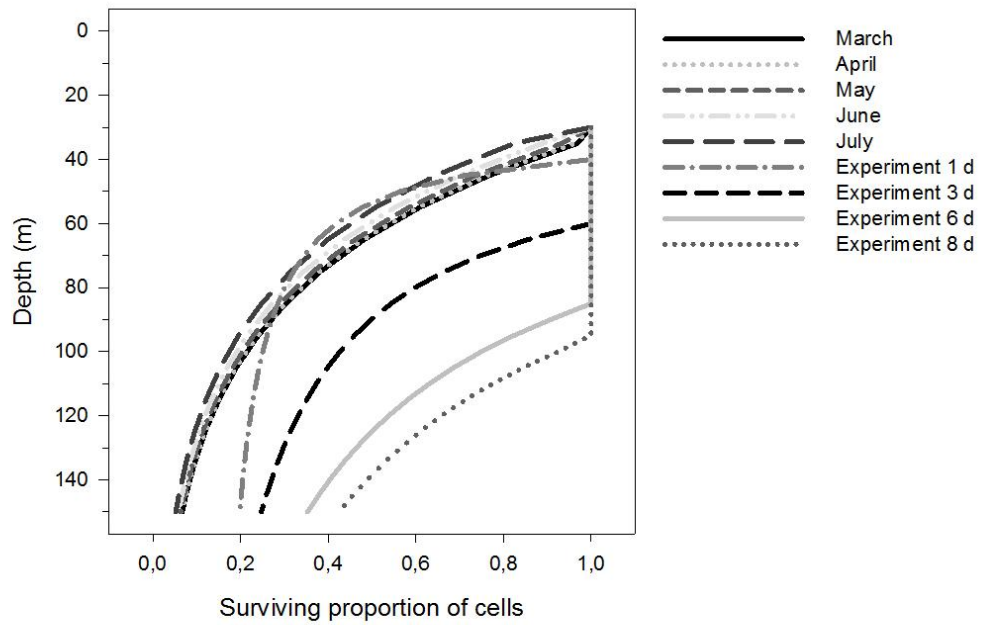 0
20
40
60
80
100
120
140
Depth (m)
0,0 0,2 0,4 0,6 0,8 1,0
Surviving proportion of cells
March
April
May
June
July
Experiment 1 d
Experiment 3 d
Experiment 6 d
Experiment 8 d